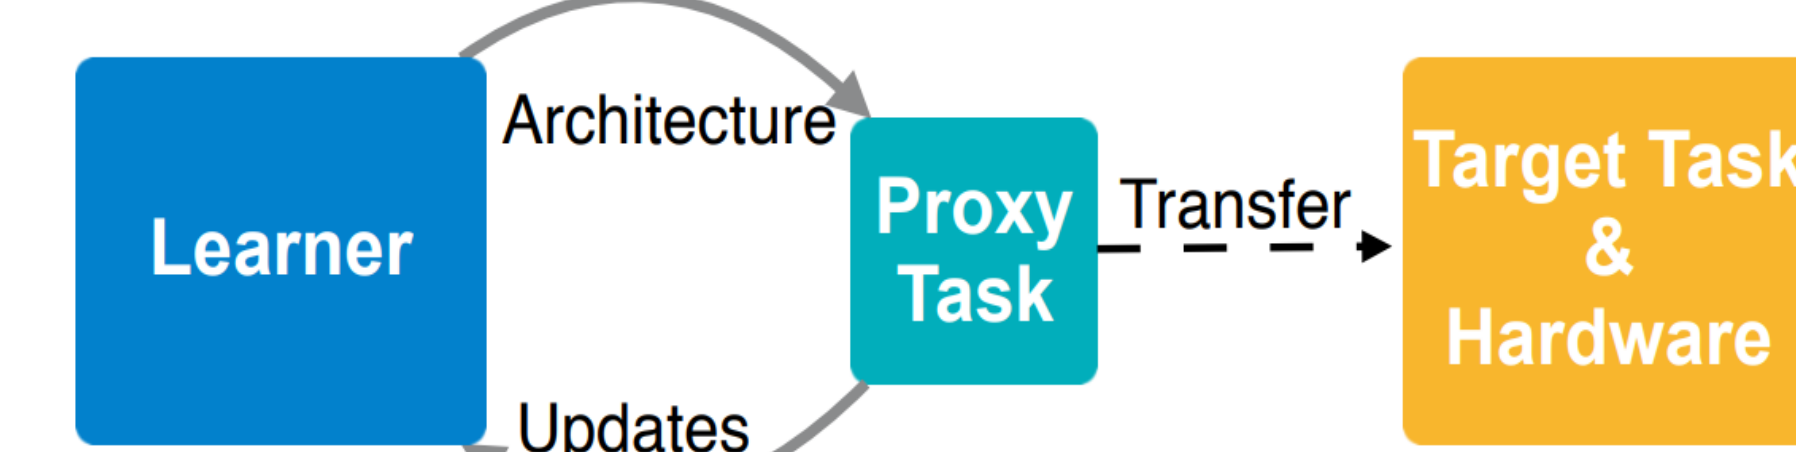 Architecture
Learner
Proxy
Task
Transfer
Target Task
&
Hardware
Updates